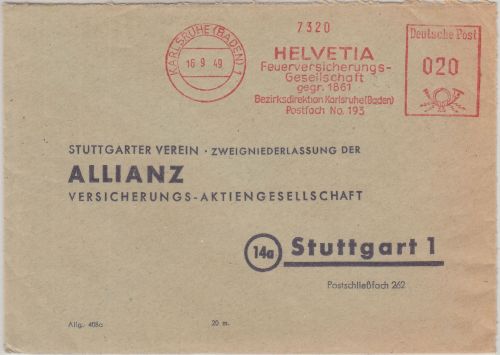 7320
KARLSRUHE (BADEN) 1
16 9 49
HELVETIA
Feuerversicherungs-
Gesellschaft
gegr. 1861
Bezirksdirektion Karlsruhe(Baden)
Postfach No. 193
Deutsche Post
020
STUTTGARTER VEREIN · ZWEIGNIEDERLASSUNG DER
ALLIANZ
VERSICHERUNGS-AKTIENGESELLSCHAFT
14a Stuttgart 1
Postschließfach 262
Allg. 408a 20 m.